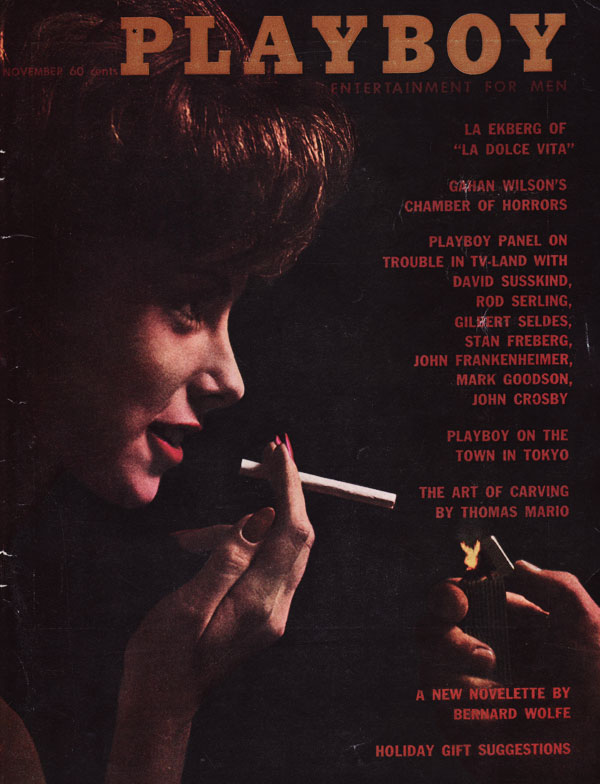 PLAYBOY
NOVEMBER 60 cents
ENTERTAINMENT FOR MEN
LA EKBERG OF
"LA DOLCE VITA"
GAHAN WILSON'S
CHAMBER OF HORRORS
PLAYBOY PANEL ON
TROUBLE IN TV-LAND WITH
DAVID SUSSKIND,
ROD SERLING,
GILBERT SELDES,
STAN FREBERG,
JOHN FRANKENHEIMER,
MARK GOODSON,
JOHN CROSBY
PLAYBOY ON THE
TOWN IN TOKYO
THE ART OF CARVING
BY THOMAS MARIO
A NEW NOVELETTE BY
BERNARD WOLFE
HOLIDAY GIFT SUGGESTIONS